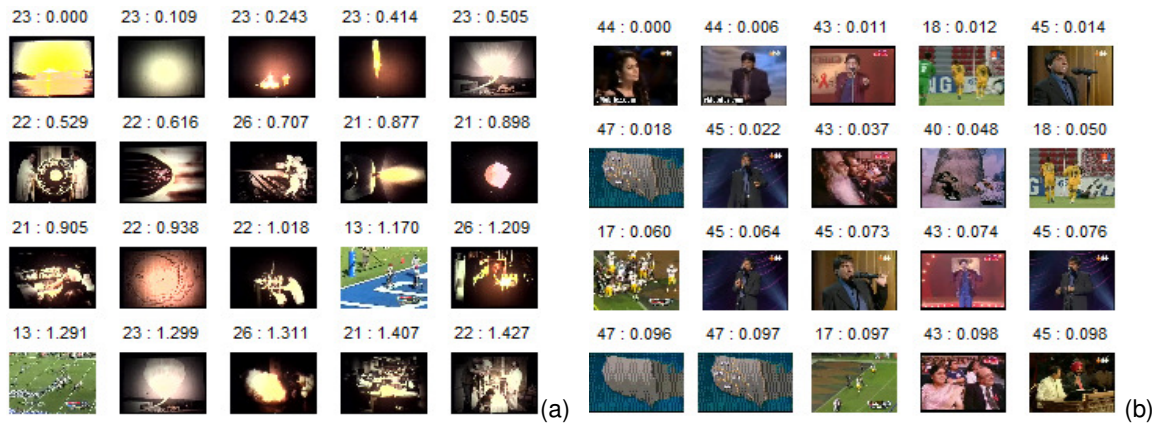 23 : 0.000 23 : 0.109 23 : 0.243 23 : 0.414 23 : 0.505
22 : 0.529 22 : 0.616 26 : 0.707 21 : 0.877 21 : 0.898
21 : 0.905 22 : 0.938 22 : 1.018 13 : 1.170 26 : 1.209
13 : 1.291 23 : 1.299 26 : 1.311 21 : 1.407 22 : 1.427
(a)
44 : 0.000 44 : 0.006 43 : 0.011 18 : 0.012 45 : 0.014
47 : 0.018 45 : 0.022 43 : 0.037 40 : 0.048 18 : 0.050
17 : 0.060 45 : 0.064 45 : 0.073 43 : 0.074 45 : 0.076
47 : 0.096 47 : 0.097 17 : 0.097 43 : 0.098 45 : 0.098
(b)